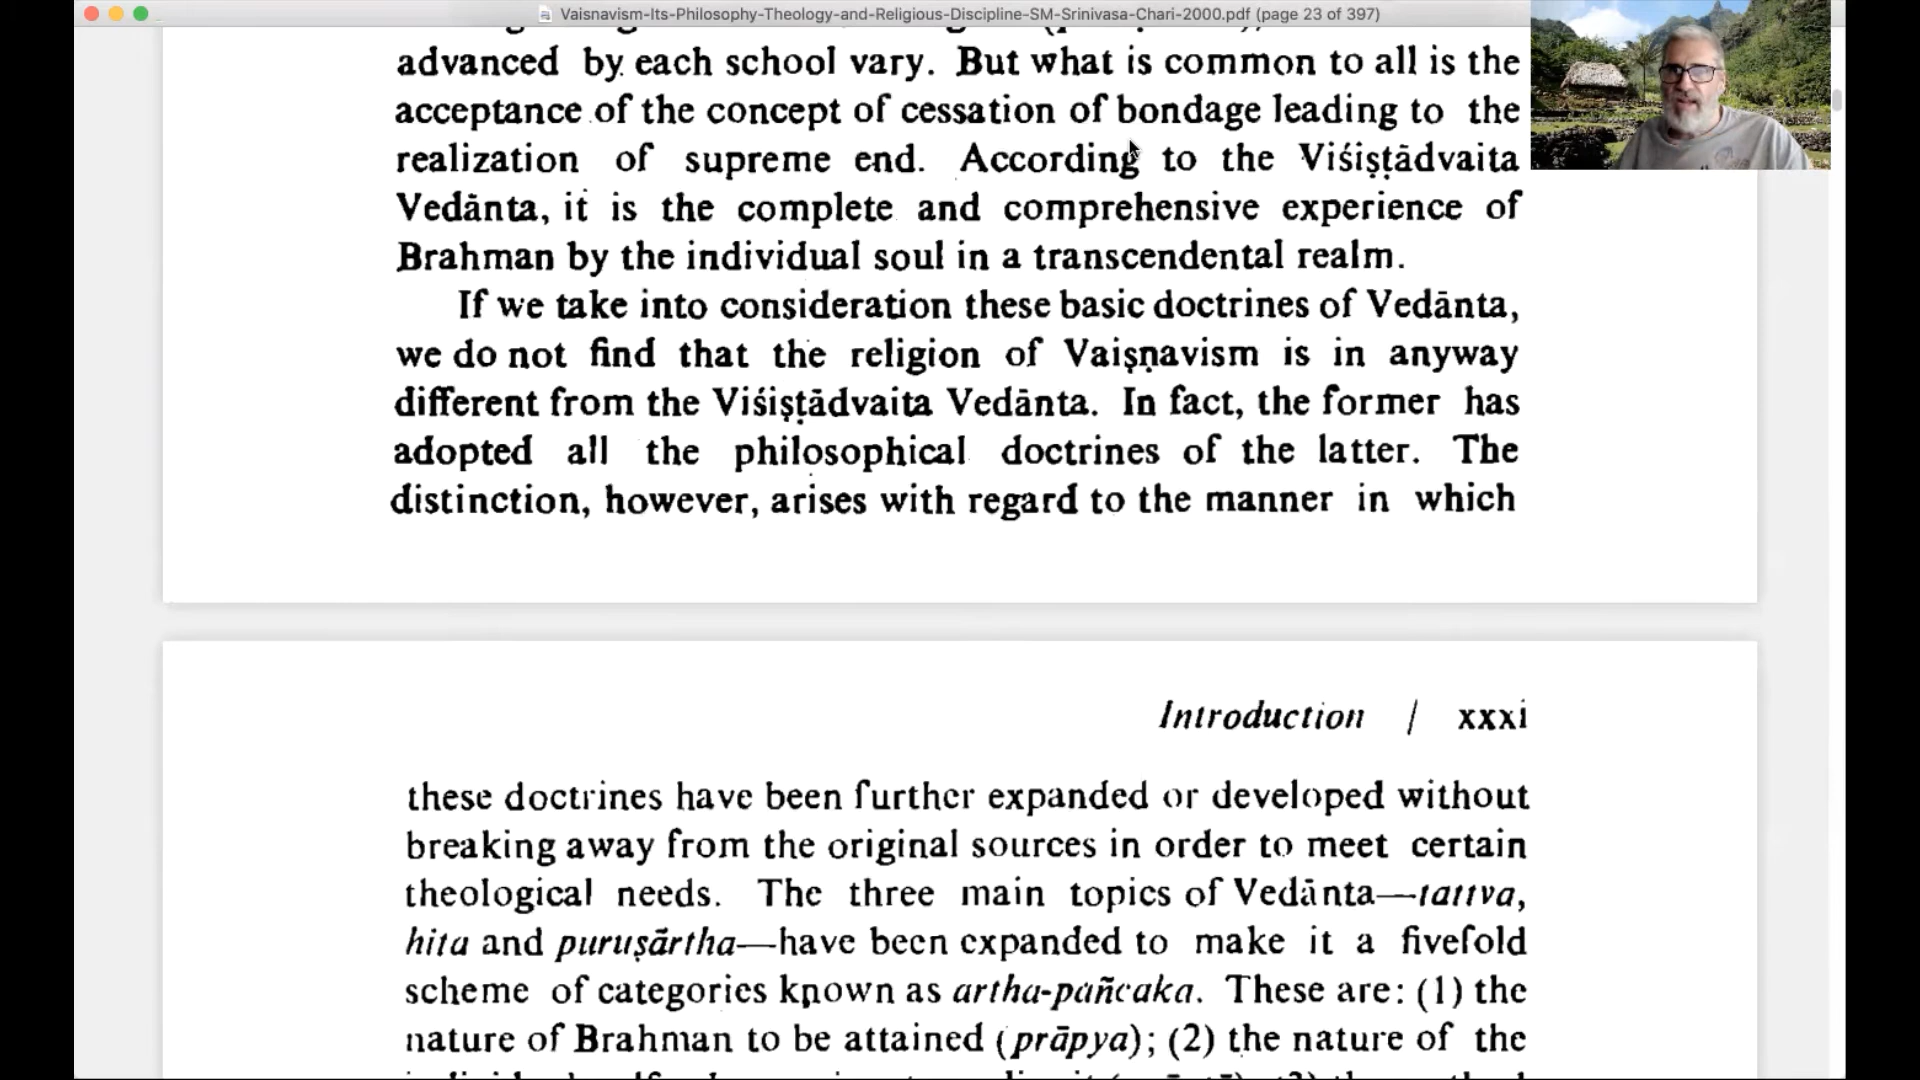 Vaisnavism-Its-Philosophy-Theology-and-Religious-Discipline-SM-Srinivasa-Chari-2000.pdf (page 23 of 397)
advanced by each school vary. But what is common to all is the
acceptance of the concept of cessation of bondage leading to the
realization of supreme end. According to the Viśiṣṭādvaita
Vedānta, it is the complete and comprehensive experience of
Brahman by the individual soul in a transcendental realm.
If we take into consideration these basic doctrines of Vedānta,
we do not find that the religion of Vaiṣṇavism is in anyway
different from the Viśiṣṭādvaita Vedānta. In fact, the former has
adopted all the philosophical doctrines of the latter. The
distinction, however, arises with regard to the manner in which
Introduction / xxxi
these doctrines have been further expanded or developed without
breaking away from the original sources in order to meet certain
theological needs. The three main topics of Vedānta—tattva,
hita and puruṣārtha—have been expanded to make it a fivefold
scheme of categories known as artha-pañcaka. These are: (1) the
nature of Brahman to be attained (prāpya); (2) the nature of the